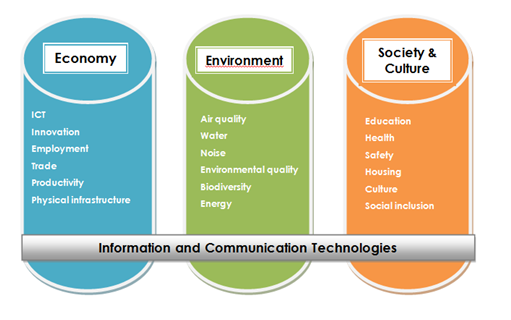 Economy
ICT
Innovation
Employment
Trade
Productivity
Physical infrastructure
Environment
Air quality
Water
Noise
Environmental quality
Biodiversity
Energy
Society &
Culture
Education
Health
Safety
Housing
Culture
Social inclusion
Information and Communication Technologies